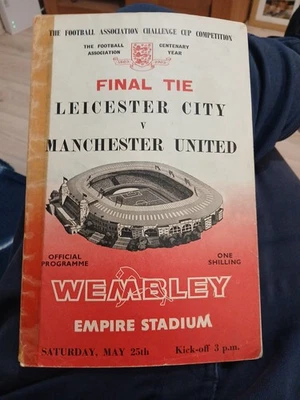 THE FOOTBALL ASSOCIATION CHALLENGE CUP COMPETITION
THE FOOTBALL ASSOCIATION
CENTENARY YEAR
FINAL TIE
LEICESTER CITY
V
MANCHESTER UNITED
OFFICIAL PROGRAMME
ONE SHILLING
WEMBLEY
EMPIRE STADIUM
SATURDAY, MAY 25th Kick-off 3 p.m.